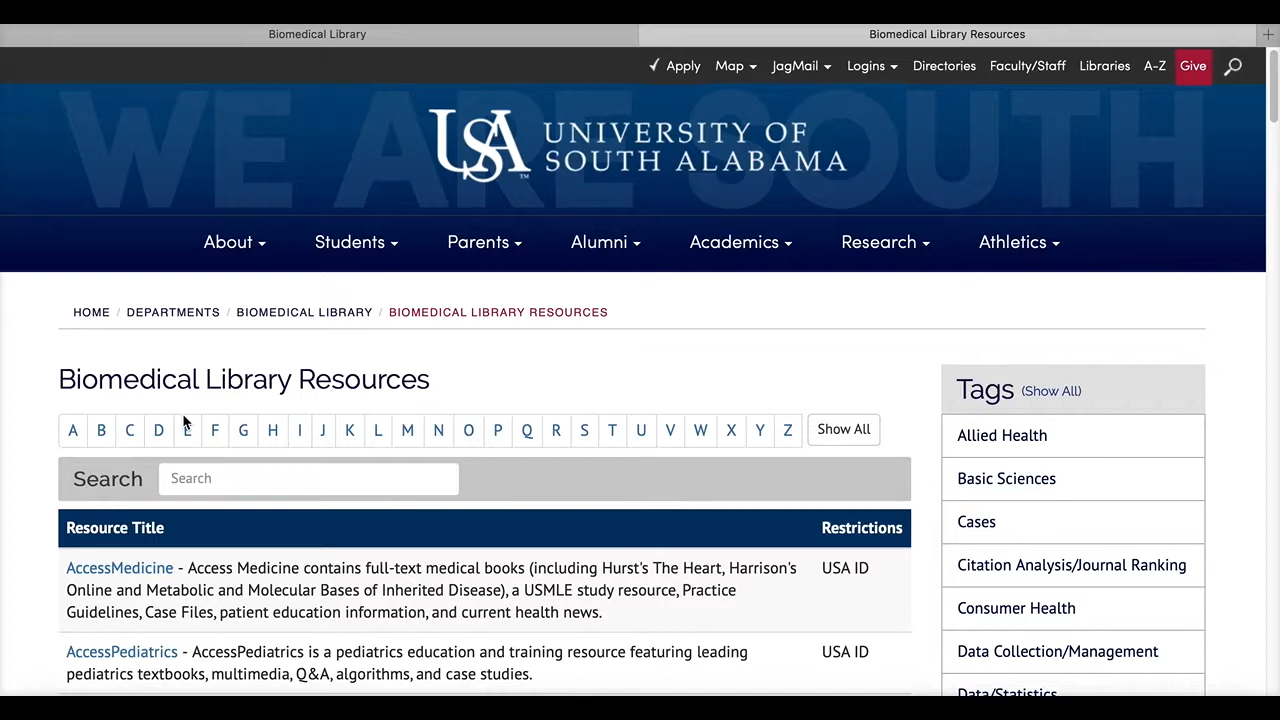 Biomedical Library
Biomedical Library Resources
Apply Map JagMail Logins Directories Faculty/Staff Libraries A-Z Give
WE ARE SOUTH
USA UNIVERSITY OF
SOUTH ALABAMA
About Students Parents Alumni Academics Research Athletics
HOME / DEPARTMENTS / BIOMEDICAL LIBRARY / BIOMEDICAL LIBRARY RESOURCES
Biomedical Library Resources
A B C D E F G H I J K L M N O P Q R S T U V W X Y Z Show All
Search Search
Resource Title Restrictions
AccessMedicine - Access Medicine contains full-text medical books (including Hurst's The Heart, Harrison's USA ID
Online and Metabolic and Molecular Bases of Inherited Disease), a USMLE study resource, Practice
Guidelines, Case Files, patient education information, and current health news.
AccessPediatrics - AccessPediatrics is a pediatrics education and training resource featuring leading USA ID
pediatrics textbooks, multimedia, Q&A, algorithms, and case studies.
Tags (Show All)
Allied Health
Basic Sciences
Cases
Citation Analysis/Journal Ranking
Consumer Health
Data Collection/Management
Data/Statistics